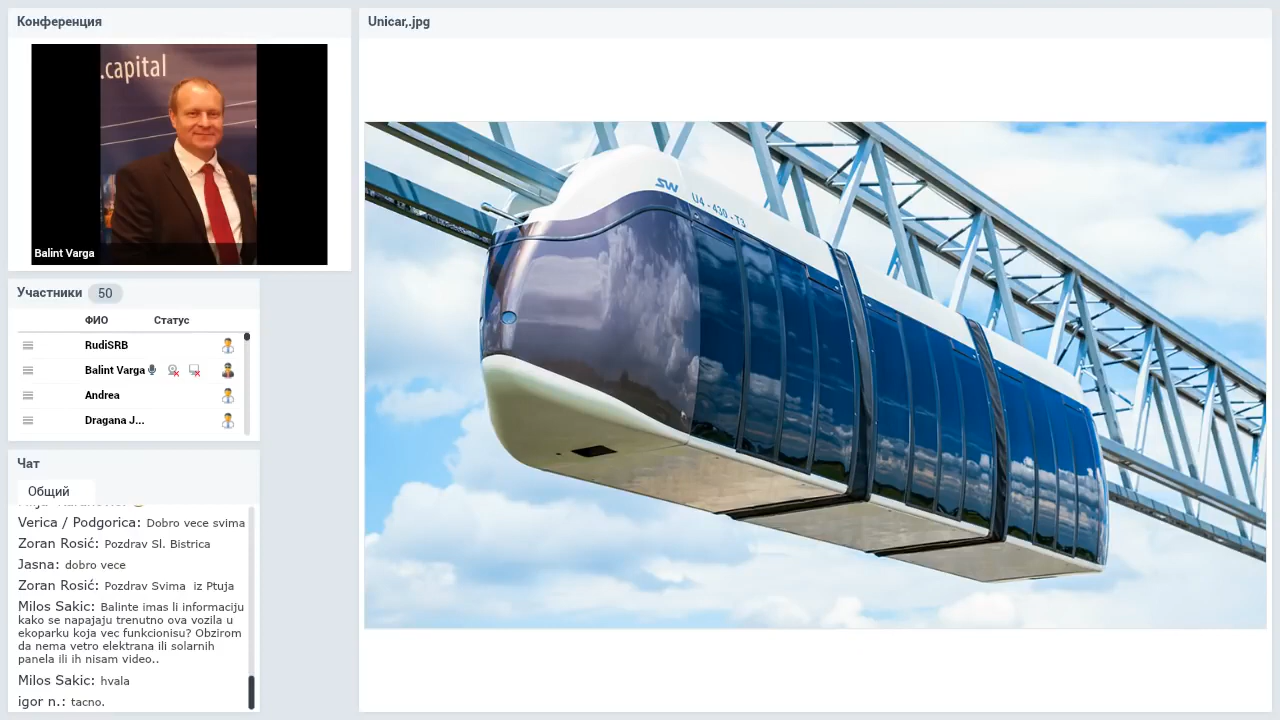 Конференция
.capital
Balint Varga
Участники 50
ФИО Статус
RudiSRB
Balint Varga
Andrea
Dragana J...
Чат
Общий
Verica / Podgorica: Dobro vece svima
Zoran Rosić: Pozdrav Sl. Bistrica
Jasna: dobro vece
Zoran Rosić: Pozdrav Svima iz Ptuja
Milos Sakic: Balinte imas li informaciju
kako se napajaju trenutno ova vozila u
ekoparku koja vec funkcionisu? Obzirom
da nema vetro elektrana ili solarnih
panela ili ih nisam video..
Milos Sakic: hvala
igor n.: tacno.
Unicar,.jpg
SW U4-430-T3